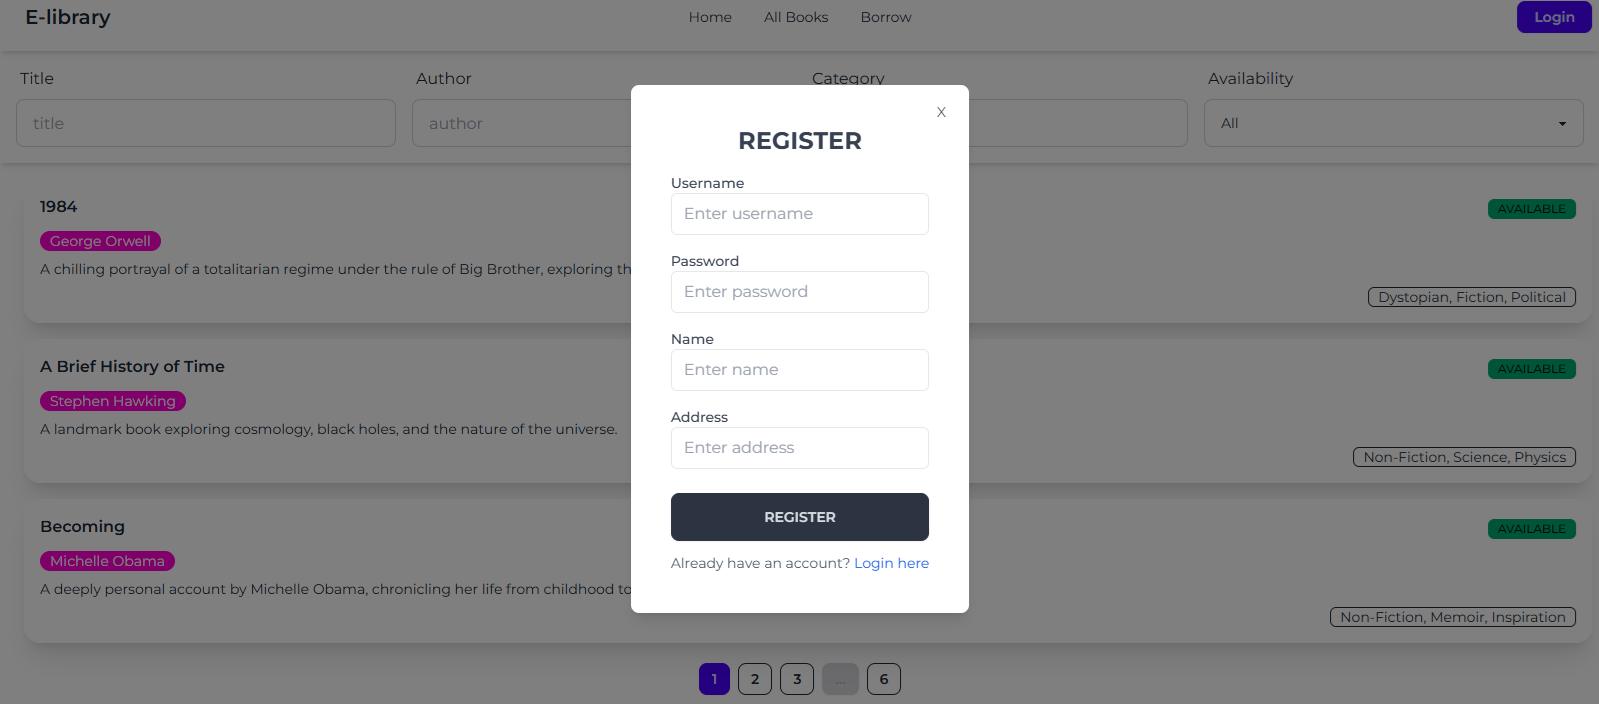 E-library
Home All Books Borrow
Login
Title Author Category Availability
title author All
X
REGISTER
Username
Enter username
Password
Enter password
Name
Enter name
Address
Enter address
REGISTER
Already have an account? Login here
1984
AVAILABLE
George Orwell
A chilling portrayal of a totalitarian regime under the rule of Big Brother, exploring th
Dystopian, Fiction, Political
A Brief History of Time
AVAILABLE
Stephen Hawking
A landmark book exploring cosmology, black holes, and the nature of the universe.
Non-Fiction, Science, Physics
Becoming
AVAILABLE
Michelle Obama
A deeply personal account by Michelle Obama, chronicling her life from childhood to
Non-Fiction, Memoir, Inspiration
1 2 3 ... 6